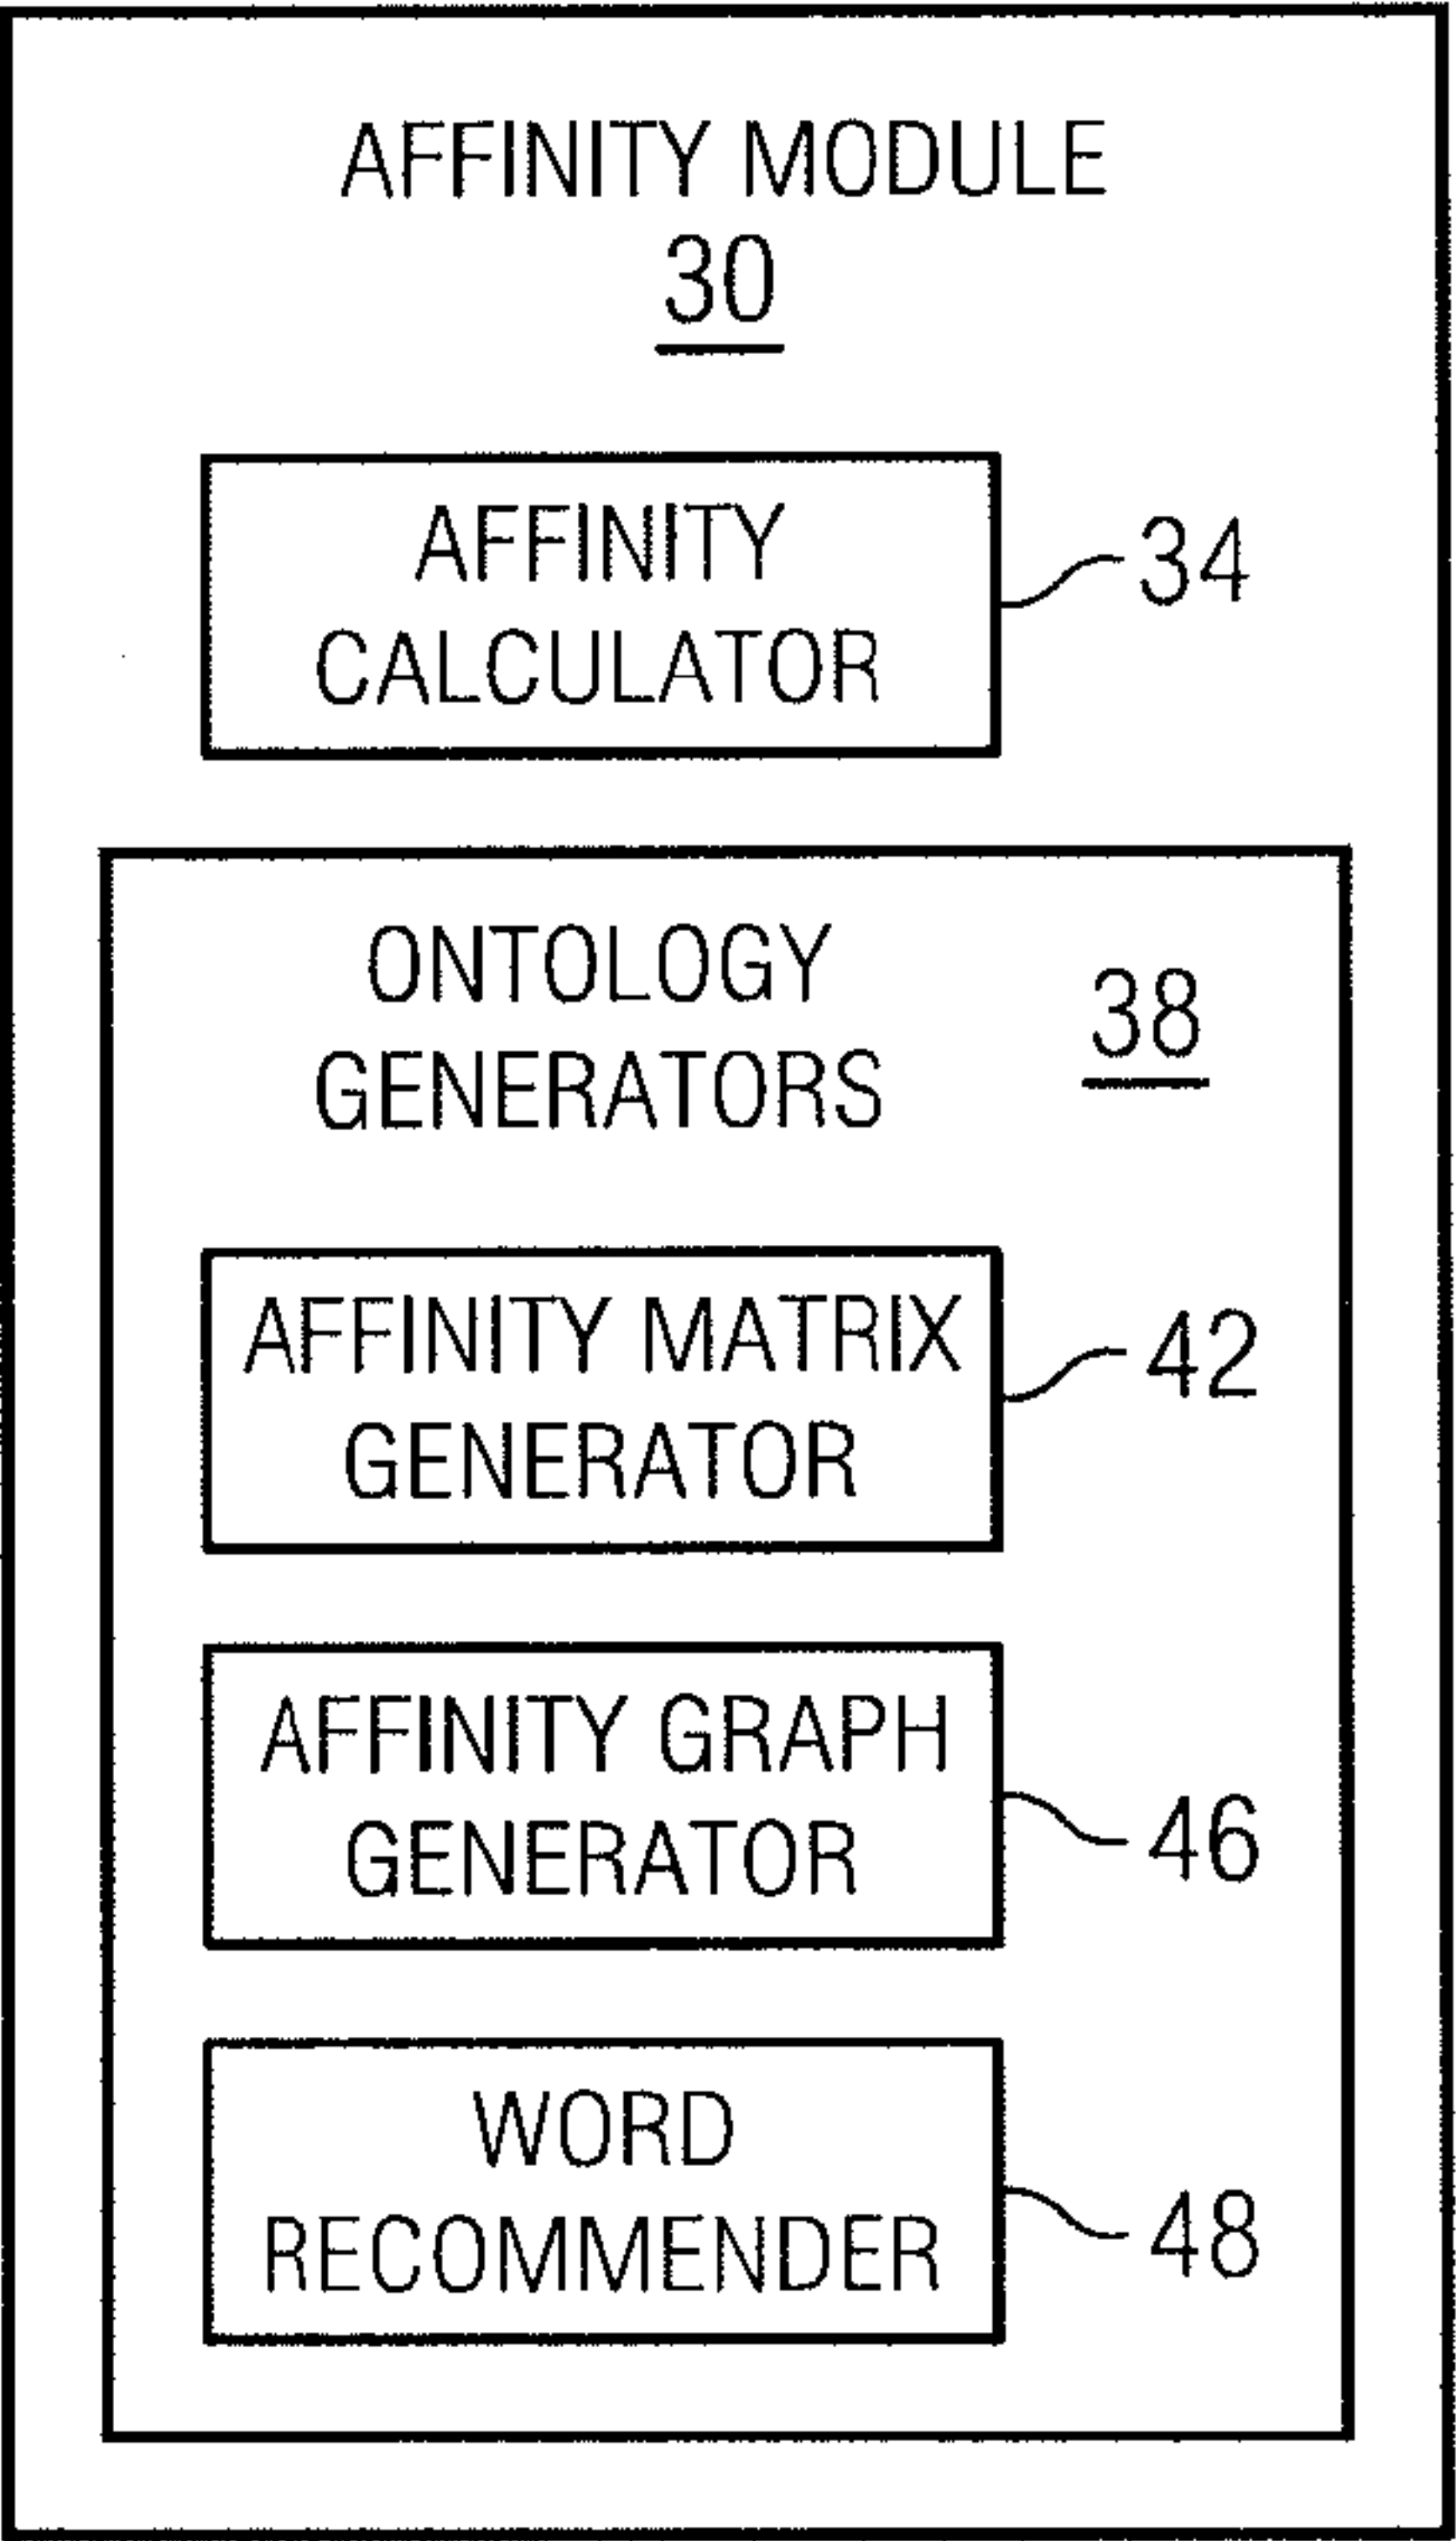 AFFINITY MODULE
30
AFFINITY
CALCULATOR
34
ONTOLOGY
GENERATORS
38
AFFINITY MATRIX
GENERATOR
42
AFFINITY GRAPH
GENERATOR
46
WORD
RECOMMENDER
48